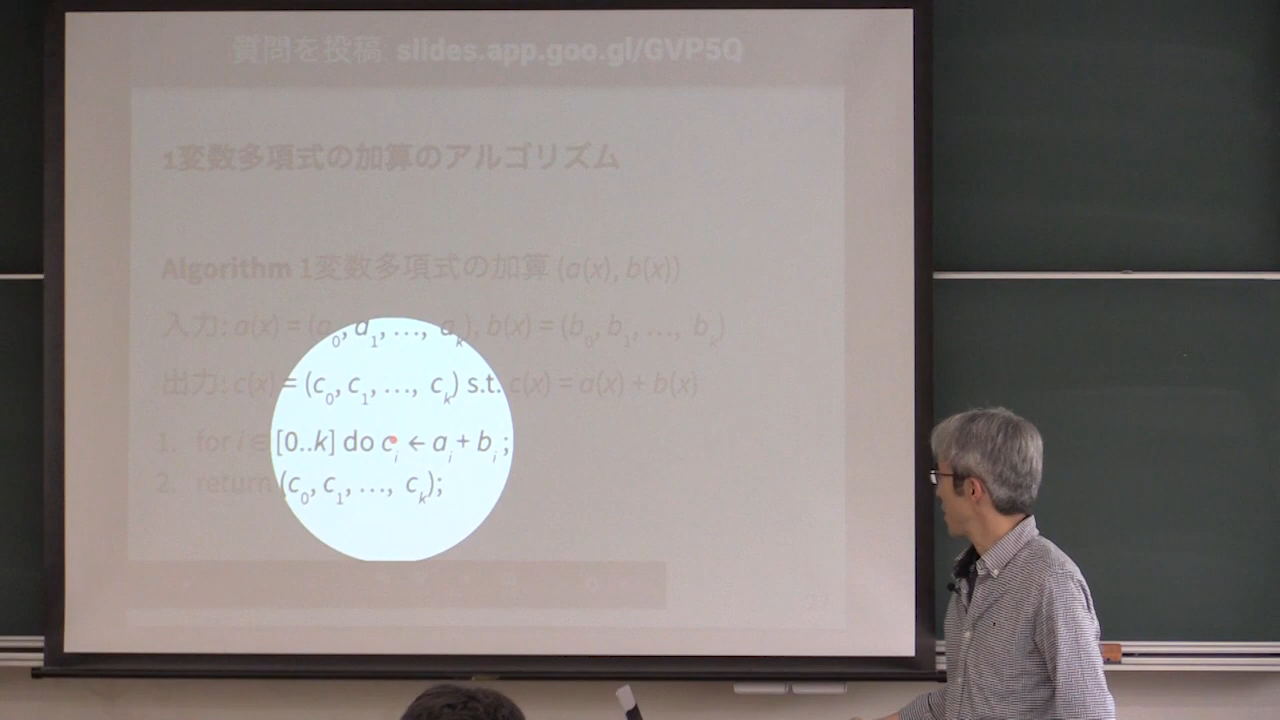 質問を投稿 slides.app.goo.gl/GVP5Q
1変数多項式の加算のアルゴリズム
Algorithm 1変数多項式の加算 (a(x), b(x))
入力: a(x) = (a₀, a₁, …, aₖ), b(x) = (b₀, b₁, …, bₖ)
出力: c(x) = (c₀, c₁, …, cₖ) s.t. c(x) = a(x) + b(x)
1. for i ∈ [0..k] do cᵢ ← aᵢ + bᵢ ;
2. return (c₀, c₁, …, cₖ);